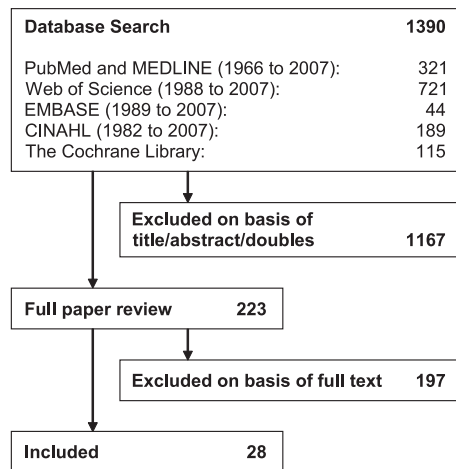 Database Search 1390
PubMed and MEDLINE (1966 to 2007): 321
Web of Science (1988 to 2007): 721
EMBASE (1989 to 2007): 44
CINAHL (1982 to 2007): 189
The Cochrane Library: 115
Excluded on basis of
title/abstract/doubles 1167
Full paper review 223
Excluded on basis of full text 197
Included 28